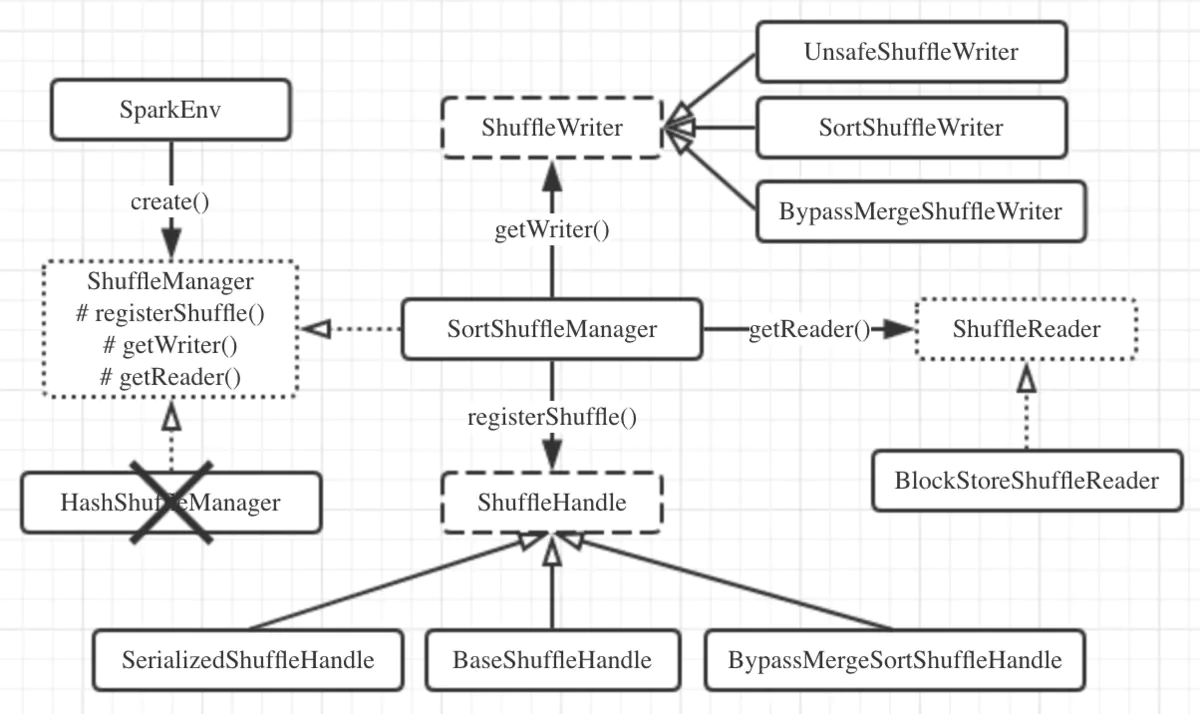 UnsafeShuffleWriter
SparkEnv
ShuffleWriter
SortShuffleWriter
create()
getWriter()
BypassMergeShuffleWriter
ShuffleManager
# registerShuffle()
# getWriter()
# getReader()
SortShuffleManager
getReader()
ShuffleReader
registerShuffle()
HashShuffleManager
ShuffleHandle
BlockStoreShuffleReader
SerializedShuffleHandle
BaseShuffleHandle
BypassMergeSortShuffleHandle